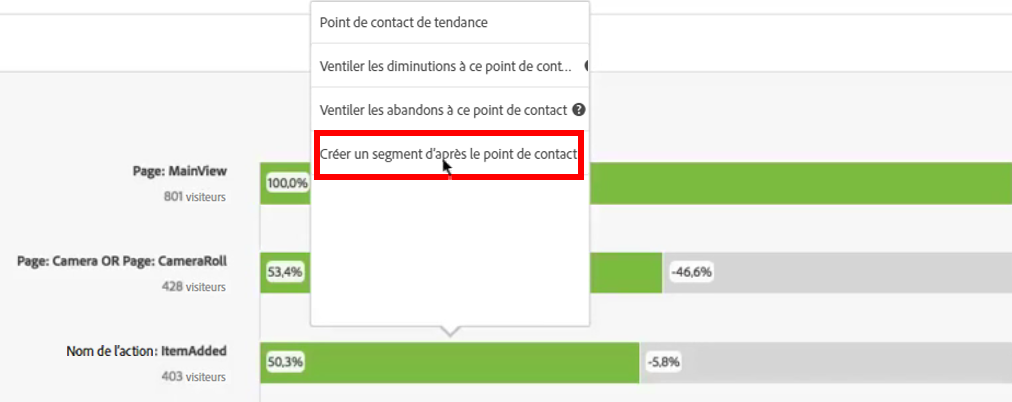 Point de contact de tendance
Ventiler les diminutions à ce point de cont...
Ventiler les abandons à ce point de contact ?
Créer un segment d'après le point de contact
Page: MainView
801 visiteurs
100,0%
Page: Camera OR Page: CameraRoll
428 visiteurs
53,4%
-46,6%
Nom de l'action: ItemAdded
403 visiteurs
50,3%
-5,8%